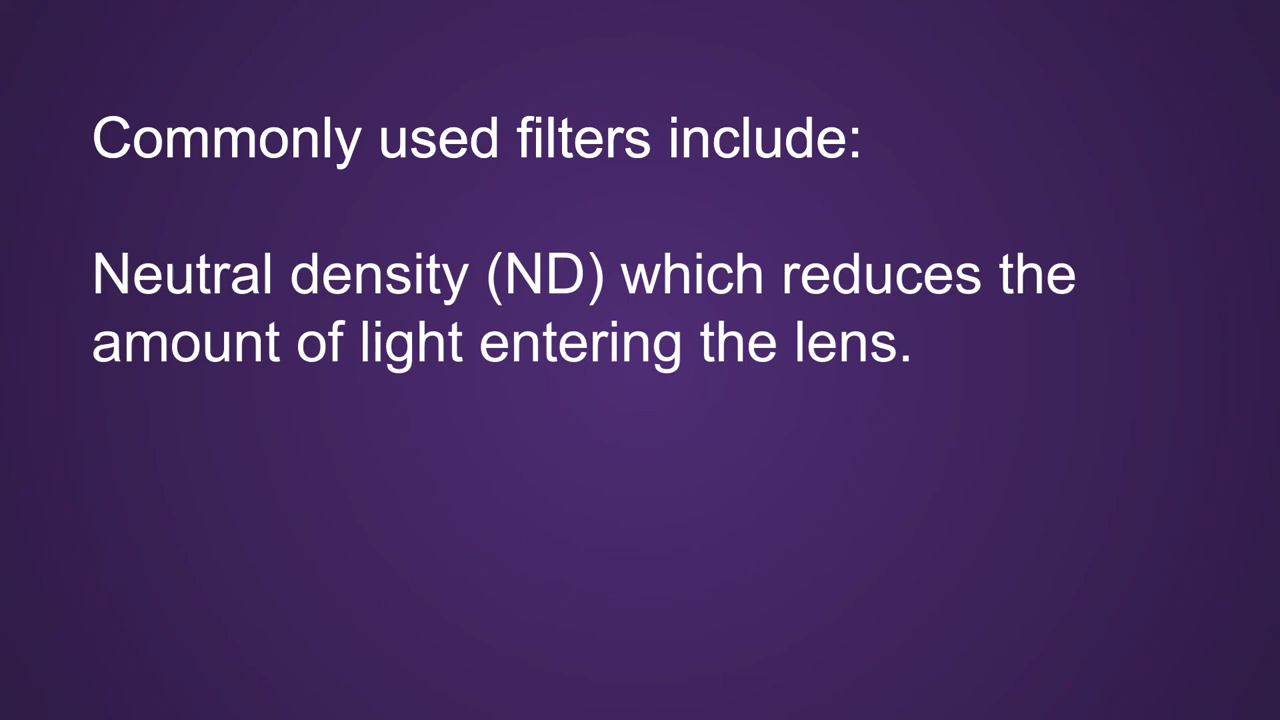 Commonly used filters include:
Neutral density (ND) which reduces the
amount of light entering the lens.